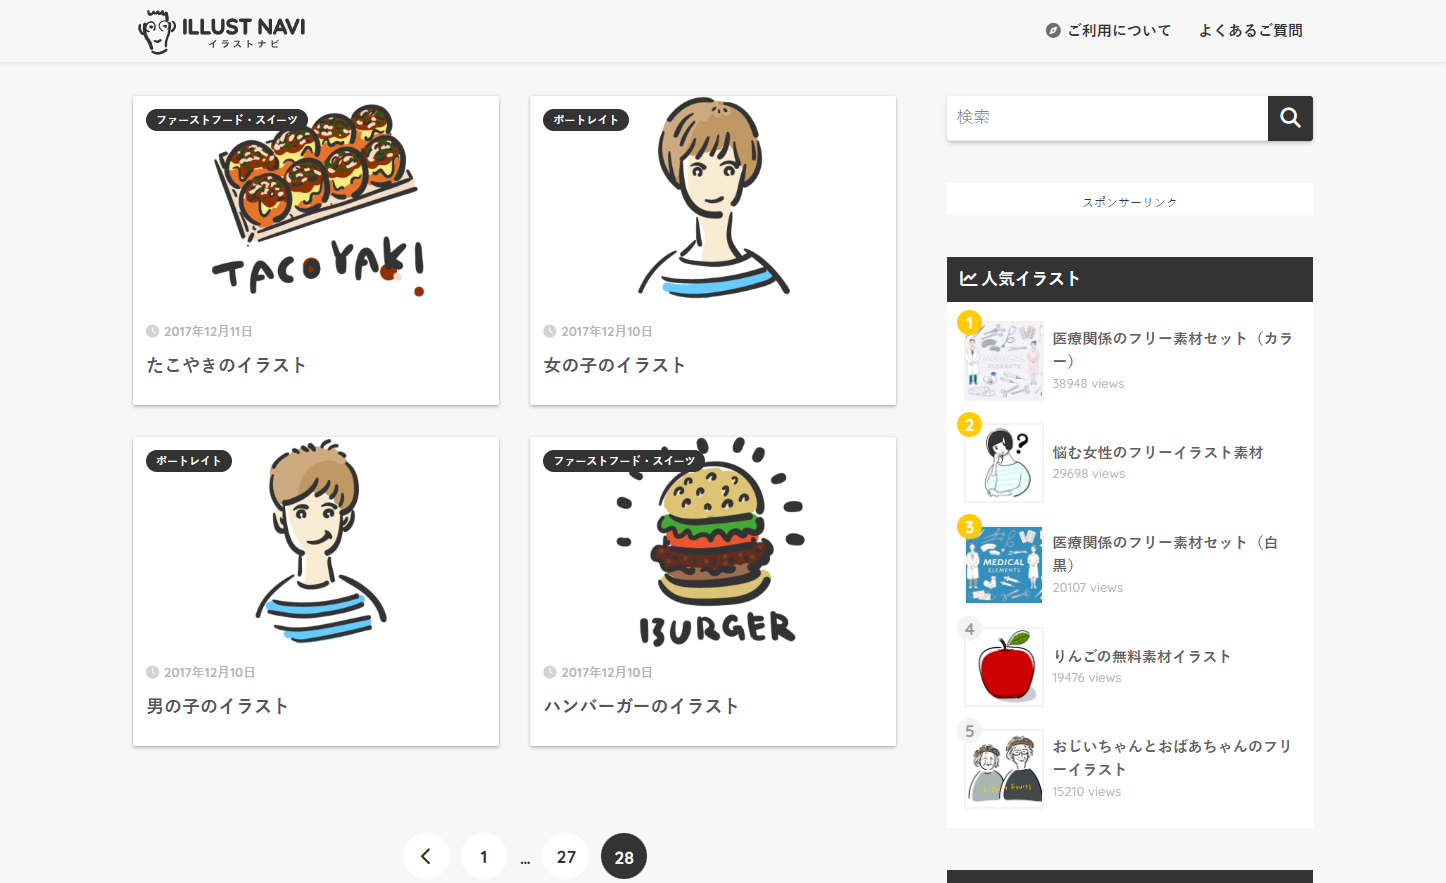 ILLUST NAVI
イラストナビ
ご利用について
よくあるご質問
ファーストフード・スイーツ
TACOYAKI
2017年12月11日
たこやきのイラスト
ポートレイト
2017年12月10日
女の子のイラスト
ポートレイト
2017年12月10日
男の子のイラスト
ファーストフード・スイーツ
BURGER
2017年12月10日
ハンバーガーのイラスト
1
...
27
28
検索
スポンサーリンク
人気イラスト
1
MEDICAL
ELEMENTS
医療関係のフリー素材セット（カラ
ー）
38948 views
2
?
悩む女性のフリーイラスト素材
29698 views
3
MEDICAL
ELEMENTS
医療関係のフリー素材セット（白
黒）
20107 views
4
りんごの無料素材イラスト
19476 views
5
おじいちゃんとおばあちゃんのフリ
ーイラスト
15210 views